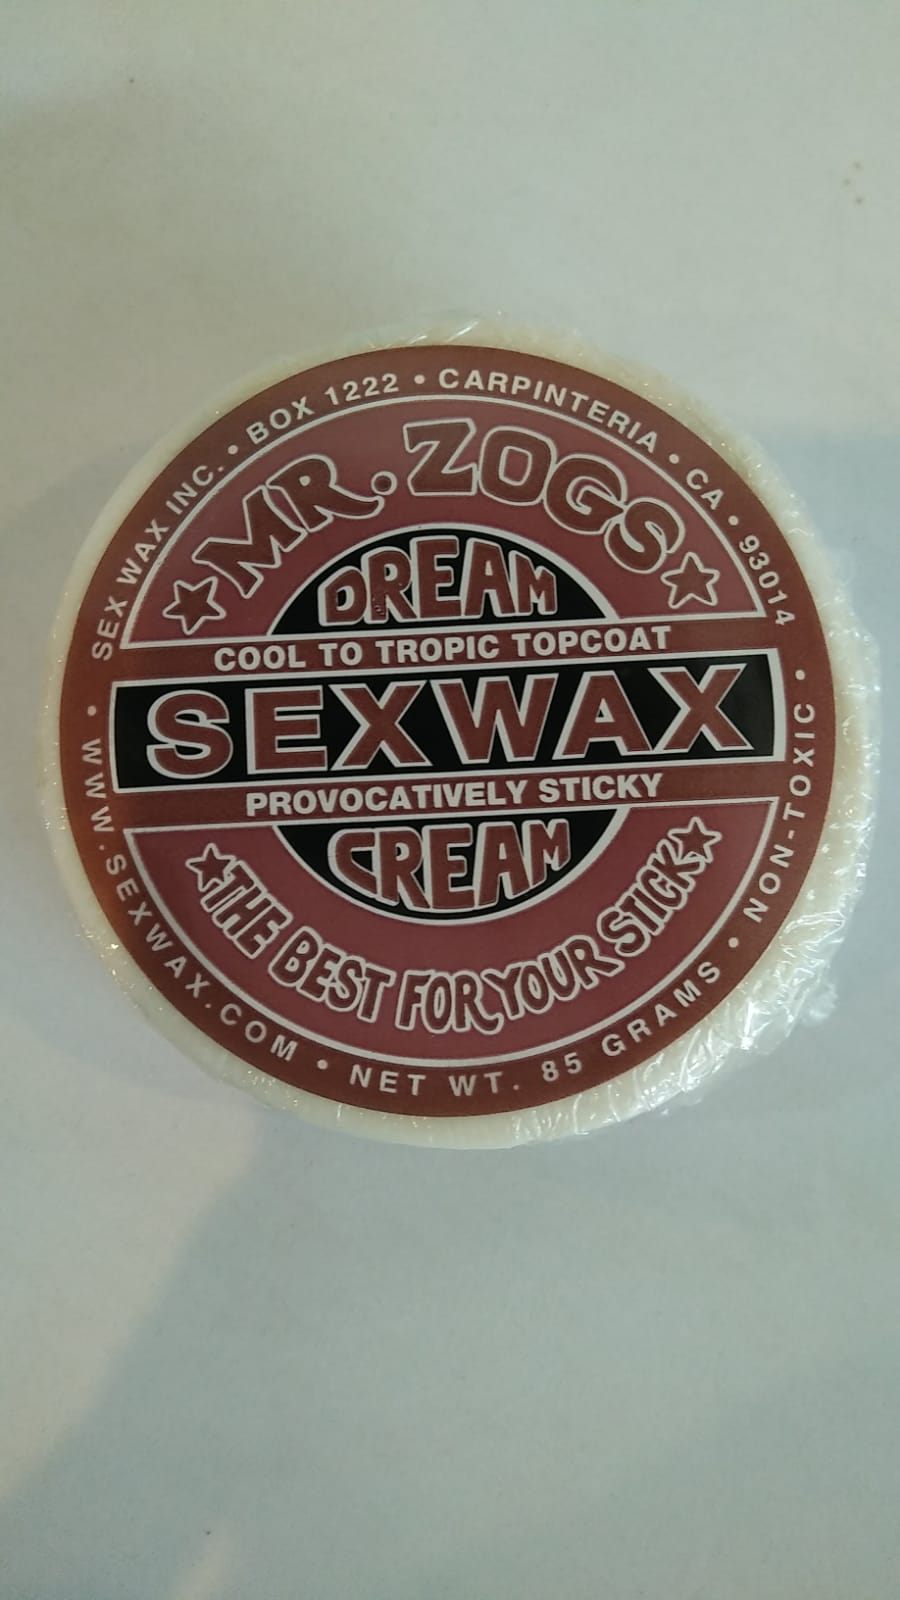 SEX WAX INC. • BOX 1222 • CARPINTERIA • CA • 93014
MR. ZOGS
DREAM
COOL TO TROPIC TOPCOAT
SEXWAX
PROVOCATIVELY STICKY
CREAM
THE BEST FOR YOUR STICK
• WWW.SEXWAX.COM • NET WT. 85 GRAMS • NON-TOXIC •